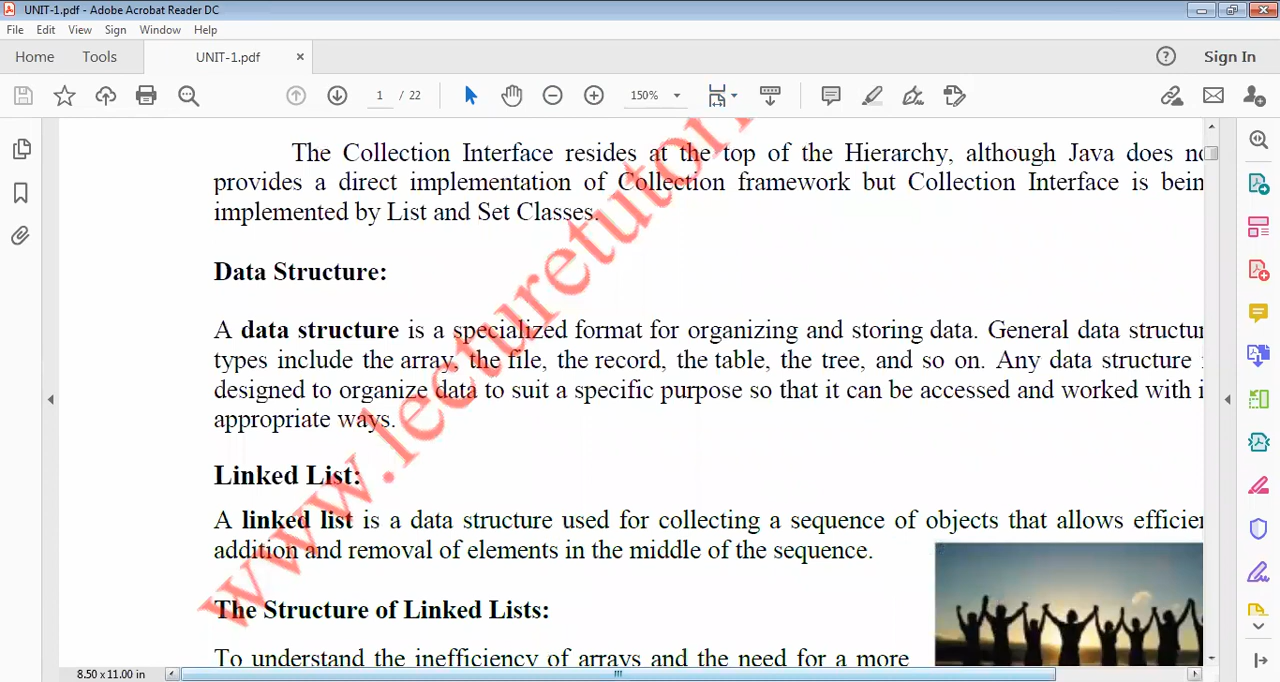 UNIT-1.pdf - Adobe Acrobat Reader DC
File Edit View Sign Window Help
Home Tools UNIT-1.pdf Sign In
1 / 22 150%
The Collection Interface resides at the top of the Hierarchy, although Java does
provides a direct implementation of Collection framework but Collection Interface is
implemented by List and Set Classes.
Data Structure:
A data structure is a specialized format for organizing and storing data. General data
types include the array, the file, the record, the table, the tree, and so on. Any data structure
designed to organize data to suit a specific purpose so that it can be accessed and worked with
appropriate ways.
Linked List:
A linked list is a data structure used for collecting a sequence of objects that allows
addition and removal of elements in the middle of the sequence.
The Structure of Linked Lists:
To understand the inefficiency of arrays and the need for a more
www.lecturetutori
8.50 x 11.00 in